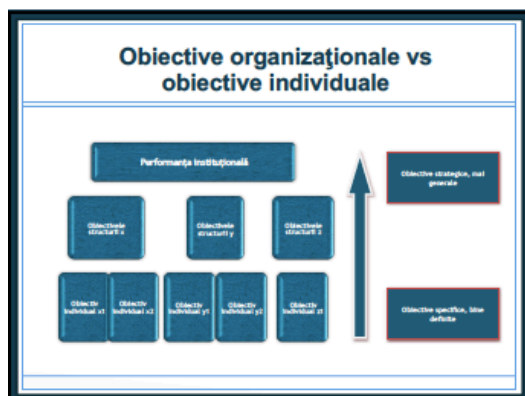 Obiective organizaţionale vs
obiective individuale
Performanţa instituţională
Obiective strategice, mai
generale
Obiectivele
structurii x
Obiectivele
structurii y
Obiectivele
structurii z
Obiectiv
individual x1
Obiectiv
individual x2
Obiectiv
individual y1
Obiectiv
individual y2
Obiectiv
individual z1
Obiective specifice, bine
definite